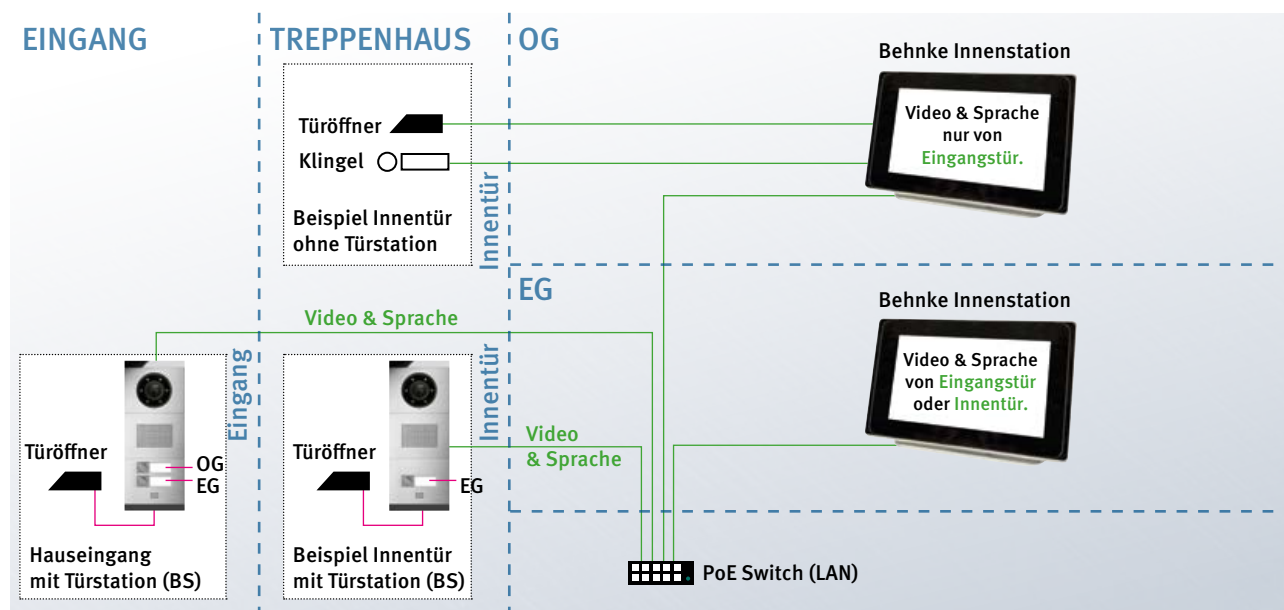 EINGANG
TREPPENHAUS
OG
Türöffner
Klingel
Beispiel Innentür
ohne Türstation
Innentür
Behnke Innenstation
Video & Sprache
nur von
Eingangstür.
EG
Behnke Innenstation
Video & Sprache
von Eingangstür
oder Innentür.
Video & Sprache
Eingang
Türöffner
OG
EG
Hauseingang
mit Türstation (BS)
Innentür
Türöffner
EG
Beispiel Innentür
mit Türstation (BS)
Video
& Sprache
PoE Switch (LAN)